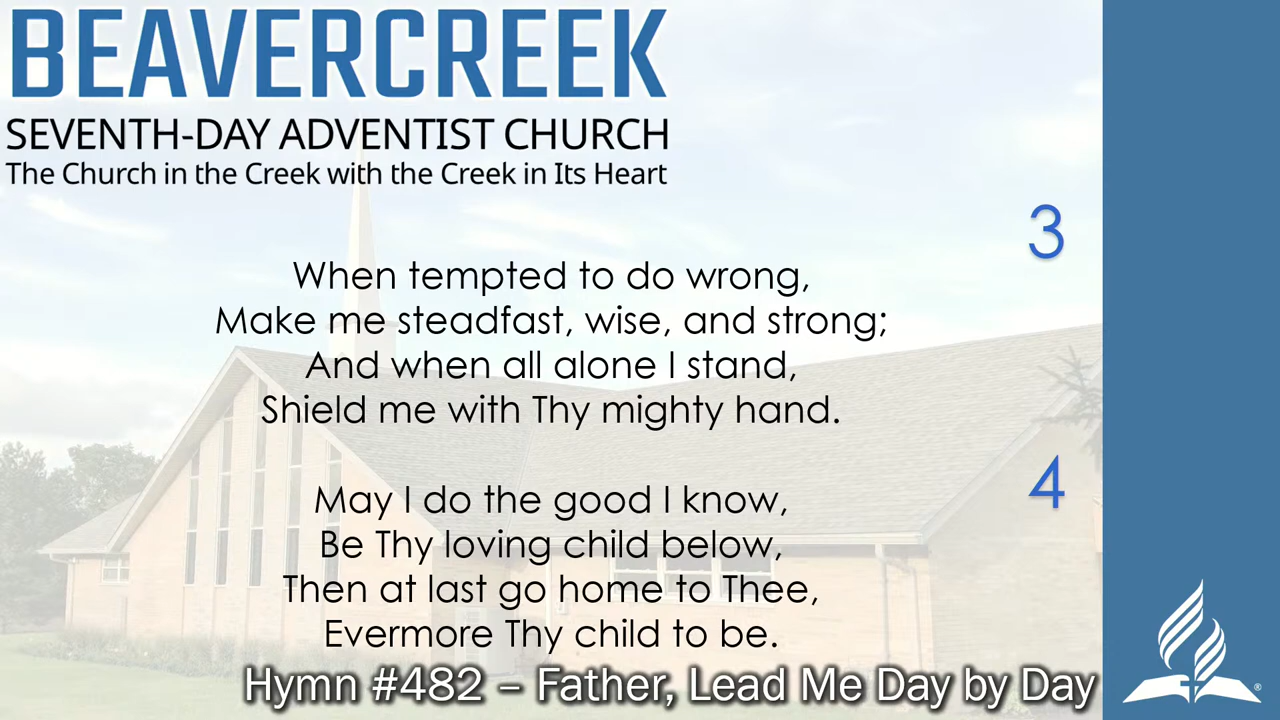 BEAVERCREEK
SEVENTH-DAY ADVENTIST CHURCH
The Church in the Creek with the Creek in Its Heart
3
When tempted to do wrong,
Make me steadfast, wise, and strong;
And when all alone I stand,
Shield me with Thy mighty hand.
4
May I do the good I know,
Be Thy loving child below,
Then at last go home to Thee,
Evermore Thy child to be.
Hymn #482 – Father, Lead Me Day by Day
®